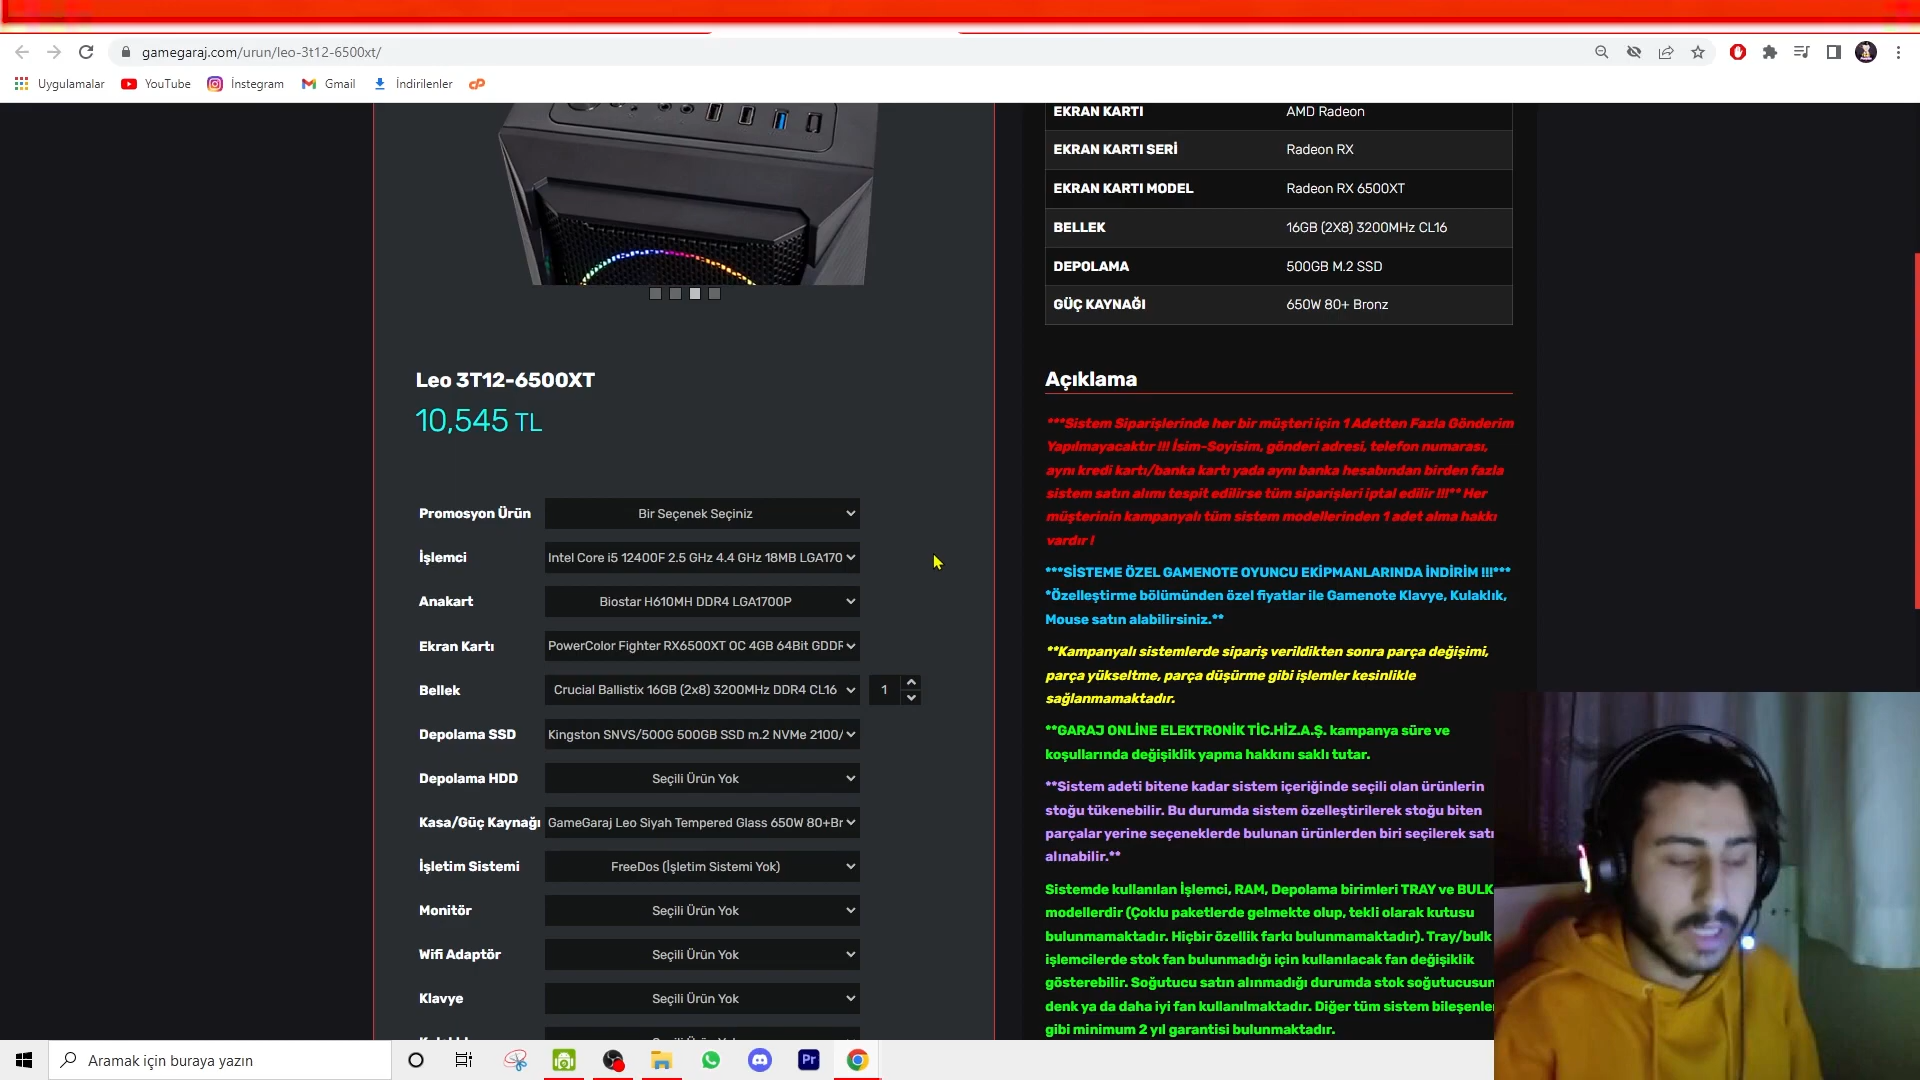 gamegaraj.com/urun/leo-3t12-6500xt/
Uygulamalar
YouTube
İnstegram
Gmail
İndirilenler
EKRAN KARTI AMD Radeon
EKRAN KARTI SERİ Radeon RX
EKRAN KARTI MODEL Radeon RX 6500XT
BELLEK 16GB (2X8) 3200MHz CL16
DEPOLAMA 500GB M.2 SSD
GÜÇ KAYNAĞI 650W 80+ Bronz
Leo 3T12-6500XT
10,545 TL
Promosyon Ürün Bir Seçenek Seçiniz
İşlemci Intel Core i5 12400F 2.5 GHz 4.4 GHz 18MB LGA170
Anakart Biostar H610MH DDR4 LGA1700P
Ekran Kartı PowerColor Fighter RX6500XT OC 4GB 64Bit GDDR
Bellek Crucial Ballistix 16GB (2x8) 3200MHz DDR4 CL16 1
Depolama SSD Kingston SNVS/500G 500GB SSD m.2 NVMe 2100/
Depolama HDD Seçili Ürün Yok
Kasa/Güç Kaynağı GameGaraj Leo Siyah Tempered Glass 650W 80+Br
İşletim Sistemi FreeDos (İşletim Sistemi Yok)
Monitör Seçili Ürün Yok
Wifi Adaptör Seçili Ürün Yok
Klavye Seçili Ürün Yok
Açıklama
***Sistem Siparişlerinde her bir müşteri için 1 Adetten Fazla Gönderim
Yapılmayacaktır !!! İsim-Soyisim, gönderi adresi, telefon numarası,
aynı kredi kartı/banka kartı yada aynı banka hesabından birden fazla
sistem satın alımı tespit edilirse tüm siparişleri iptal edilir !!!** Her
müşterinin kampanyalı tüm sistem modellerinden 1 adet alma hakkı
vardır !
***SİSTEME ÖZEL GAMENOTE OYUNCU EKİPMANLARINDA İNDİRİM !!!***
*Özelleştirme bölümünden özel fiyatlar ile Gamenote Klavye, Kulaklık,
Mouse satın alabilirsiniz.**
**Kampanyalı sistemlerde sipariş verildikten sonra parça değişimi,
parça yükseltme, parça düşürme gibi işlemler kesinlikle
sağlanmamaktadır.
**GARAJ ONLİNE ELEKTRONİK TİC.HİZ.A.Ş. kampanya süre ve
koşullarında değişiklik yapma hakkını saklı tutar.
**Sistem adeti bitene kadar sistem içeriğinde seçili olan ürünlerin
stoğu tükenebilir. Bu durumda sistem özelleştirilerek stoğu biten
parçalar yerine seçeneklerde bulunan ürünlerden biri seçilerek satı
alınabilir.**
Sistemde kullanılan İşlemci, RAM, Depolama birimleri TRAY ve BULK
modellerdir (Çoklu paketlerde gelmekte olup, tekli olarak kutusu
bulunmamaktadır. Hiçbir özellik farkı bulunmamaktadır). Tray/bulk
işlemcilerde stok fan bulunmadığı için kullanılacak fan değişiklik
gösterebilir. Soğutucu satın alınmadığı durumda stok soğutucusun
denk ya da daha iyi fan kullanılmaktadır. Diğer tüm sistem bileşenle
gibi minimum 2 yıl garantisi bulunmaktadır.
Aramak için buraya yazın
Pr